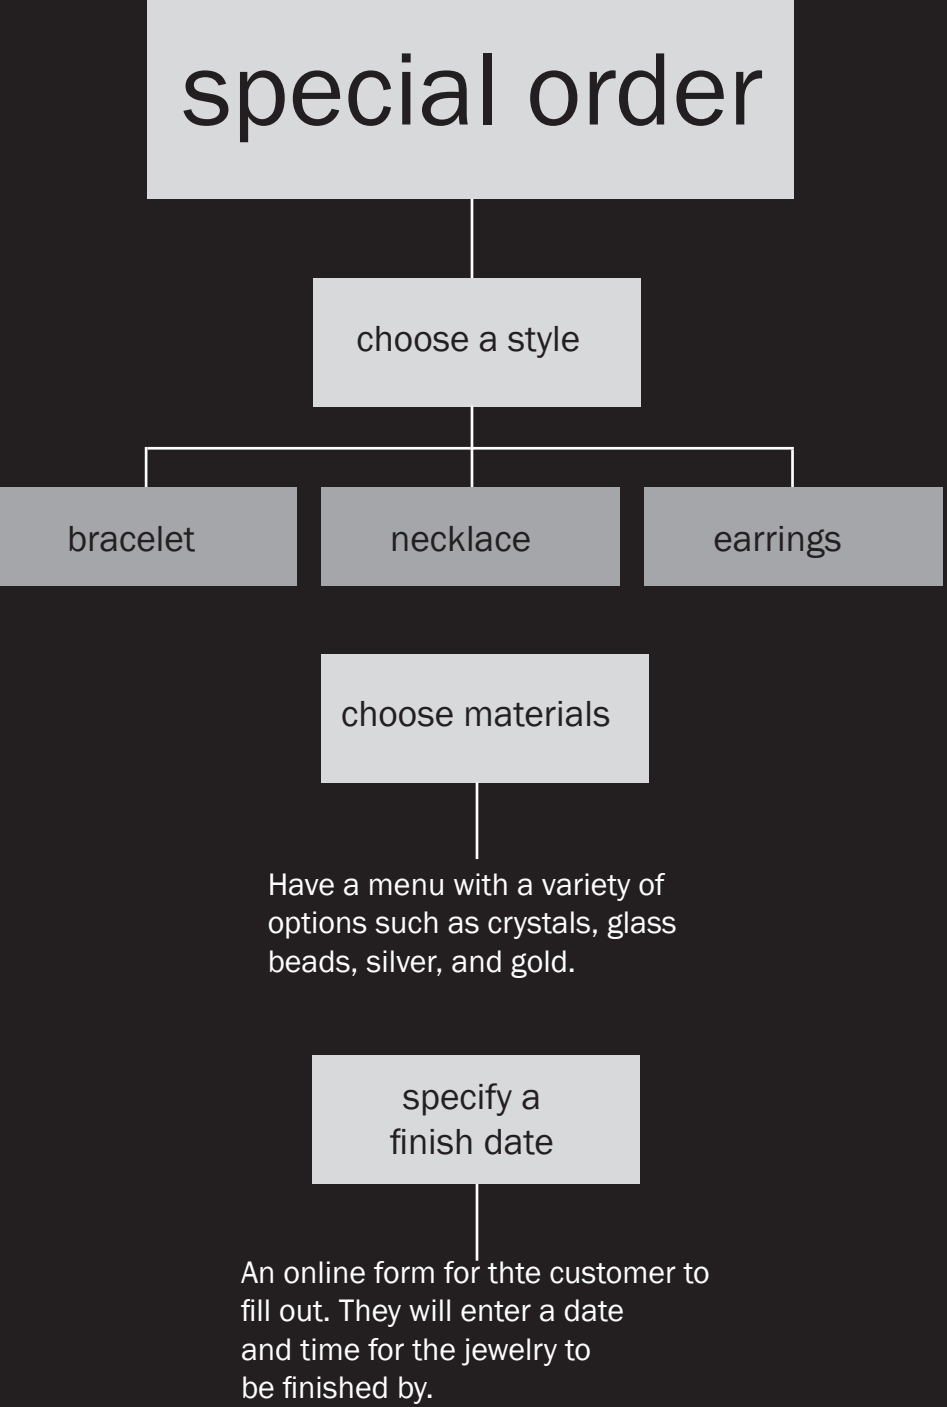 special order
choose a style
bracelet
necklace
earrings
choose materials
Have a menu with a variety of
options such as crystals, glass
beads, silver, and gold.
specify a
finish date
An online form for thte customer to
fill out. They will enter a date
and time for the jewelry to
be finished by.